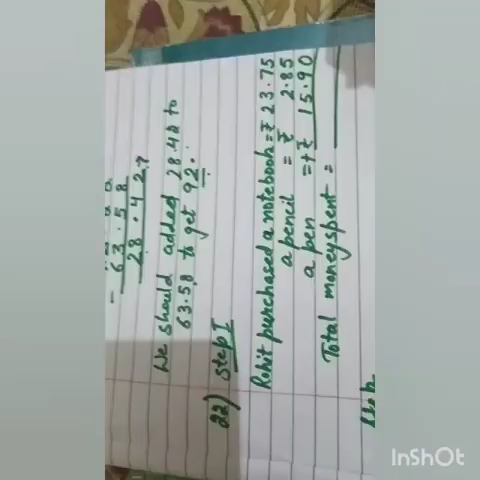 - 63.58
28.42
We should added 28.42 to
63.58 to get 92.
22) Step I
Rohit purchased a notebook = ₹ 23.75
a pencil = ₹ 2.85
a pen = +₹ 15.90
Total money spent =
InShOt